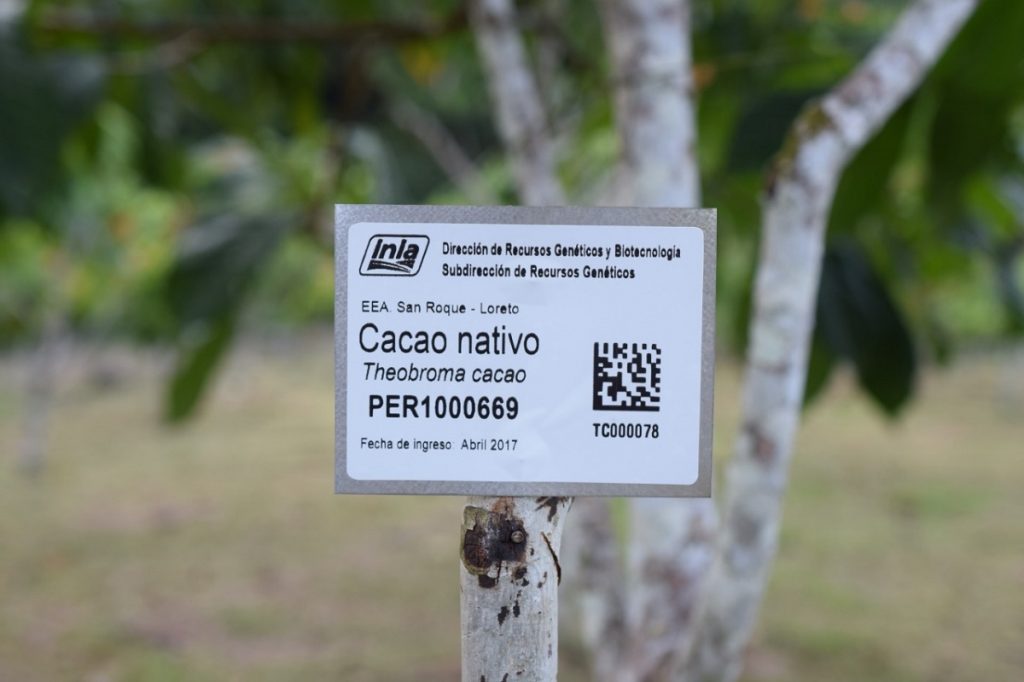 Inia
Dirección de Recursos Genéticos y Biotecnología
Subdirección de Recursos Genéticos
EEA. San Roque - Loreto
Cacao nativo
Theobroma cacao
PER1000669
Fecha de ingreso Abril 2017
TC000078